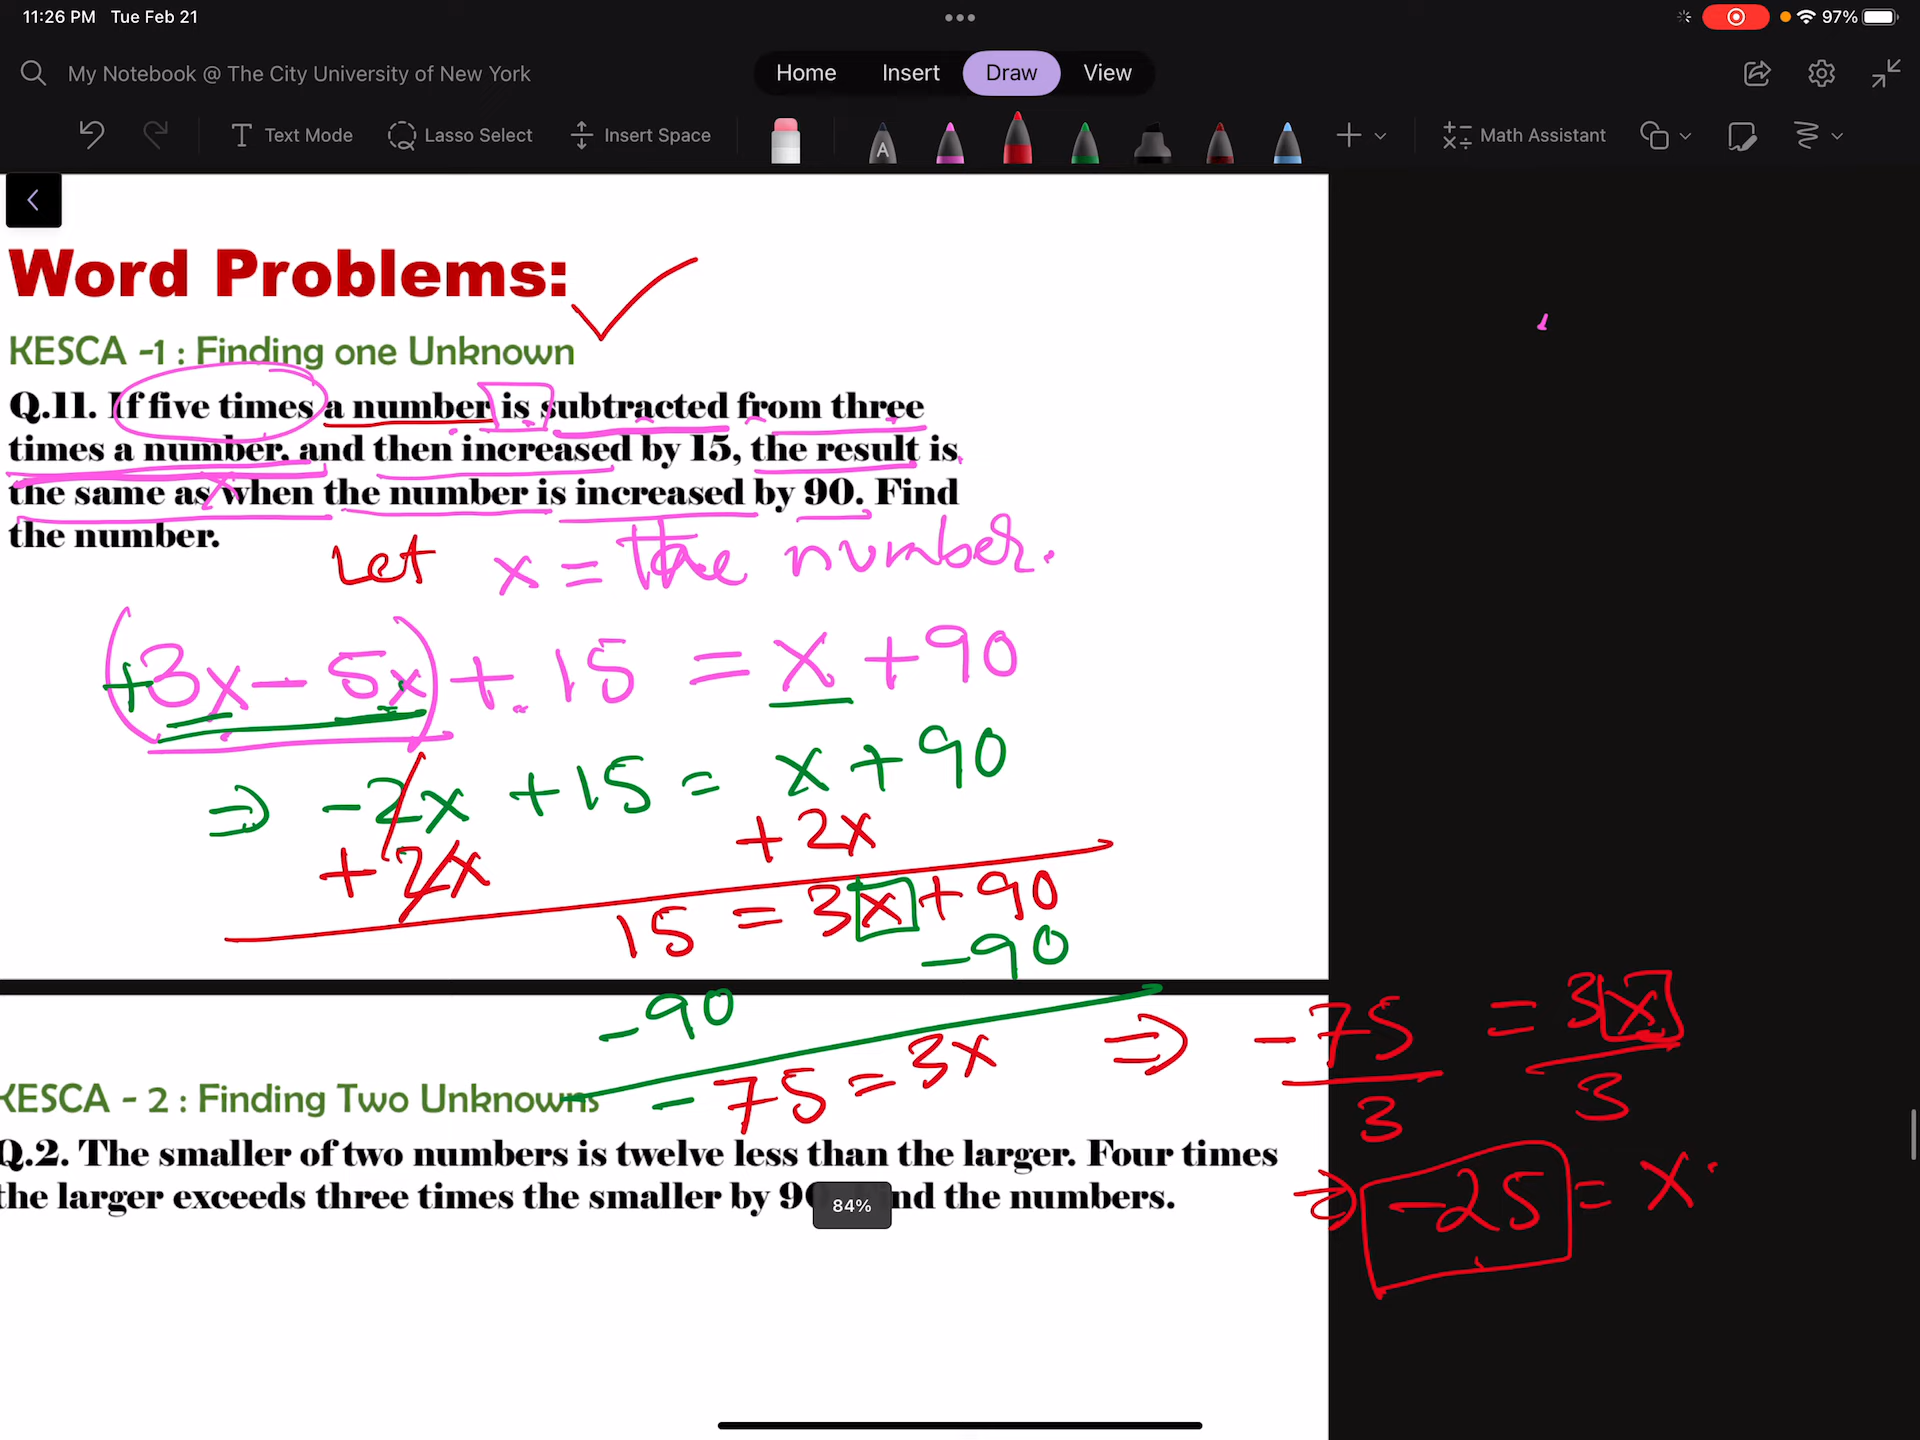 11:26 PM Tue Feb 21
97%
My Notebook @ The City University of New York
Home Insert Draw View
Text Mode Lasso Select Insert Space A Math Assistant
Word Problems:
KESCA -1 : Finding one Unknown
Q.11. If five times a number is subtracted from three
times a number, and then increased by 15, the result is
the same as when the number is increased by 90. Find
the number.
x
Let x = the number.
(+3x - 5x) + 15 = x + 90
⇒ -2x + 15 = x + 90
+ 2x + 2x
15 = 3x + 90
- 90 - 90
- 75 = 3x ⇒ -75/3 = 3x/3
⇒ -25 = x
KESCA - 2 : Finding Two Unknowns
Q.2. The smaller of two numbers is twelve less than the larger. Four times
the larger exceeds three times the smaller by 9 nd the numbers.
84%